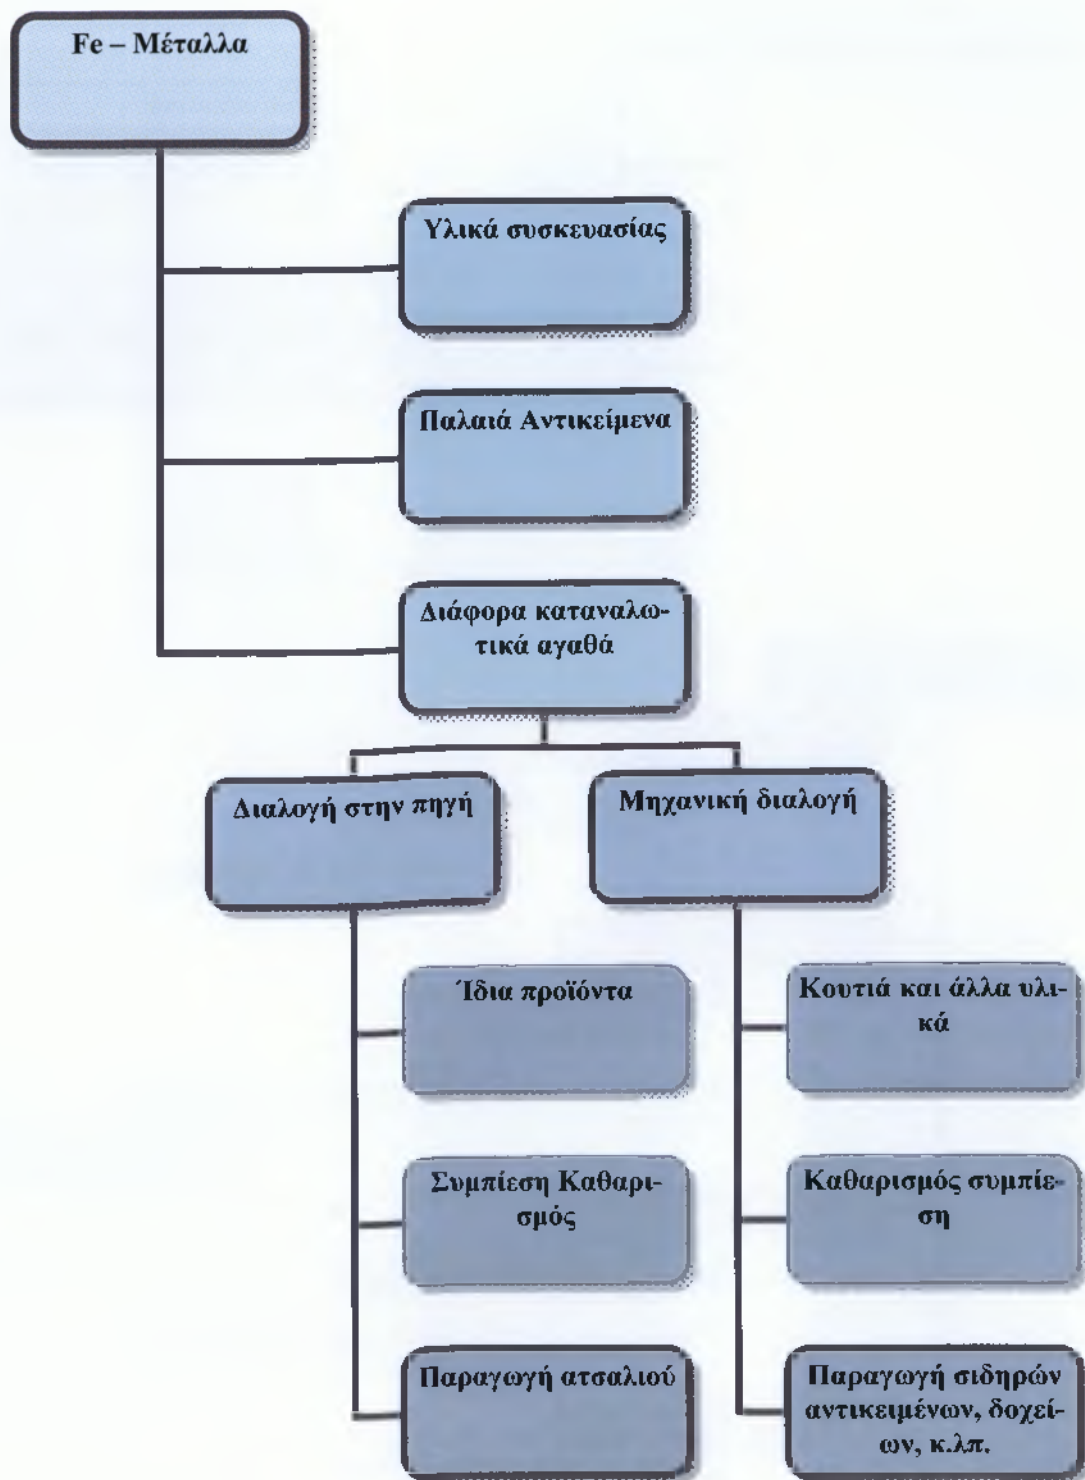 Fe – Μέταλλα
Υλικά συσκευασίας
Παλαιά Αντικείμενα
Διάφορα καταναλω-
τικά αγαθά
Διαλογή στην πηγή
Μηχανική διαλογή
Ίδια προϊόντα
Κουτιά και άλλα υλι-
κά
Συμπίεση Καθαρι-
σμός
Καθαρισμός συμπίε-
ση
Παραγωγή ατσαλιού
Παραγωγή σιδηρών
αντικειμένων, δοχεί-
ων, κ.λπ.